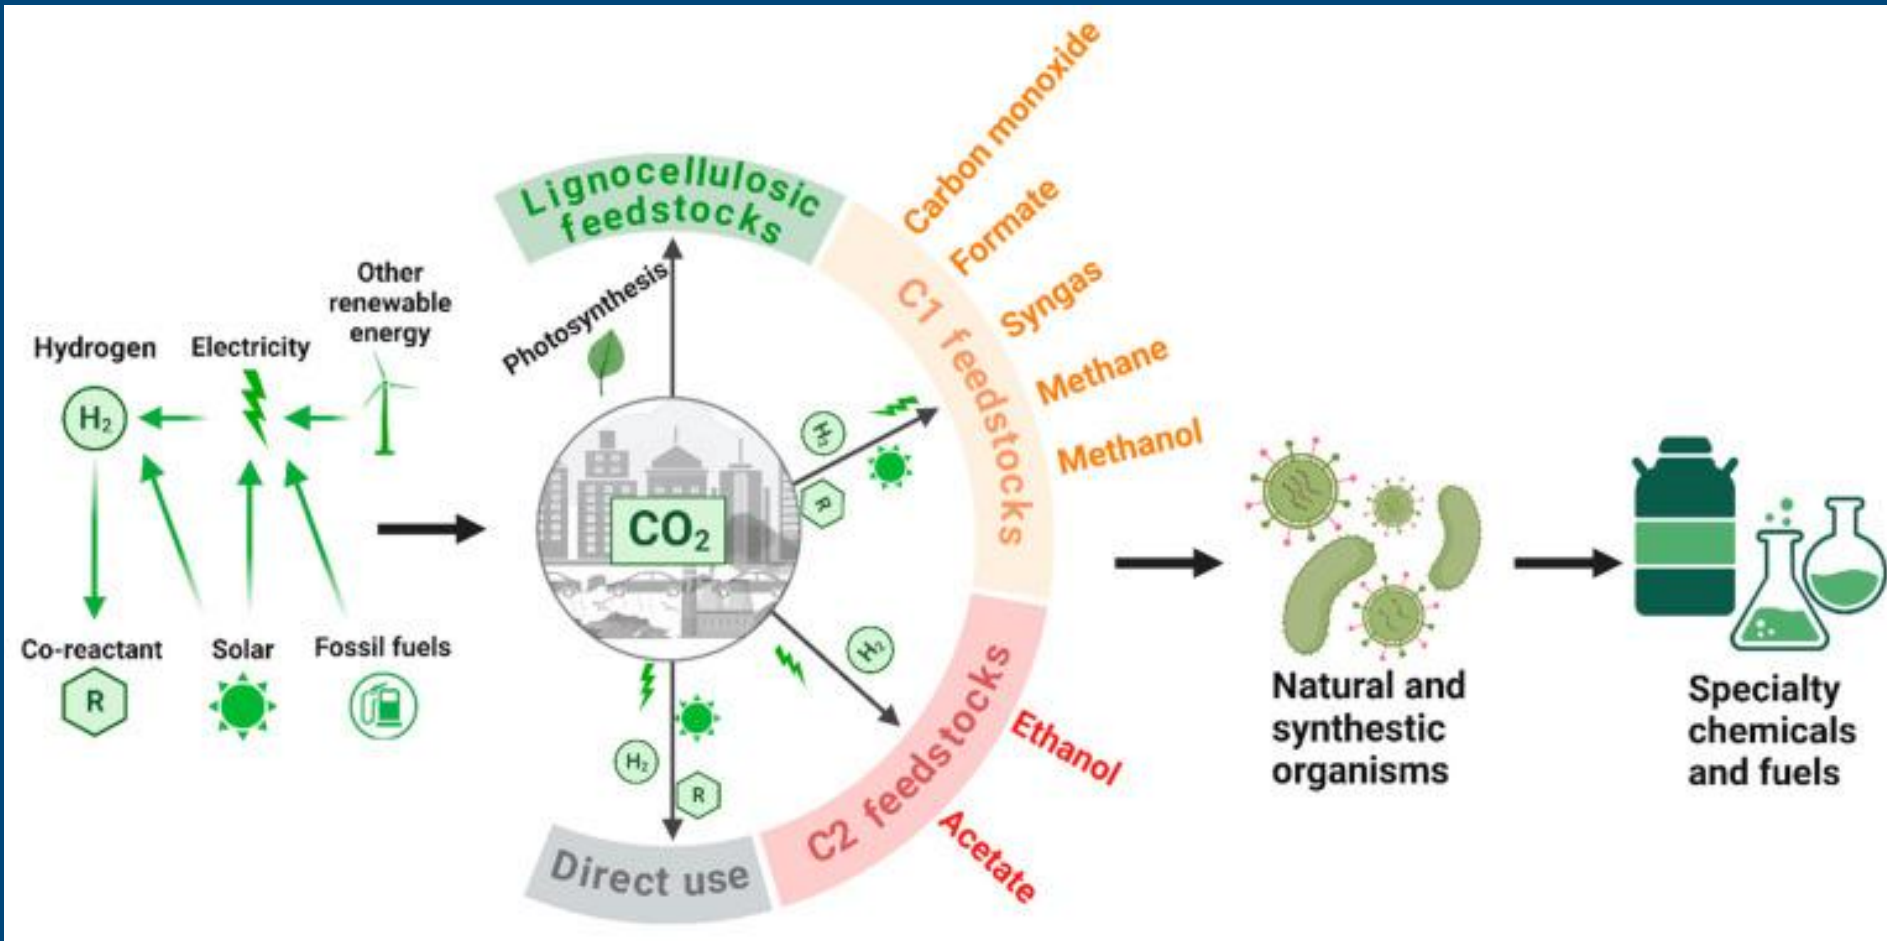 Hydrogen
Electricity
Other
renewable
energy
H₂
Co-reactant
R
Solar
Fossil fuels
Lignocellulosic
feedstocks
Photosynthesis
CO₂
H₂
R
C1 feedstocks
Carbon monoxide
Formate
Syngas
Methane
Methanol
H₂
C2 feedstocks
Ethanol
Acetate
H₂
R
Direct use
Natural and
synthestic
organisms
Specialty
chemicals
and fuels